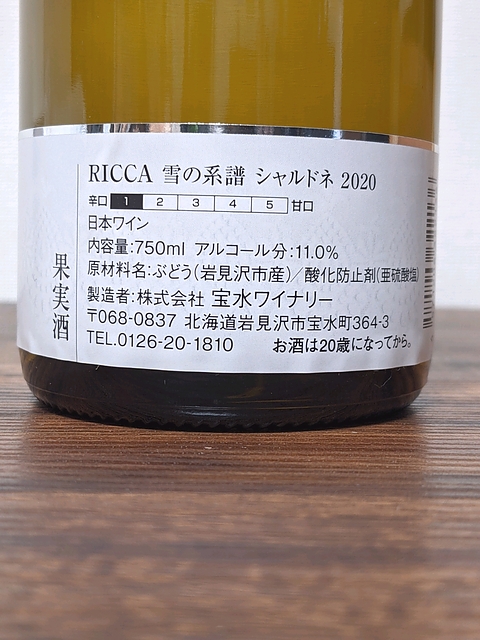 RICCA 雪の系譜 シャルドネ 2020
辛口 1 2 3 4 5 甘口
日本ワイン
内容量:750ml アルコール分:11.0%
原材料名:ぶどう(岩見沢市産)/酸化防止剤(亜硫酸塩)
製造者:株式会社 宝水ワイナリー
〒068-0837 北海道岩見沢市宝水町364-3
TEL.0126-20-1810 お酒は20歳になってから。
果実酒